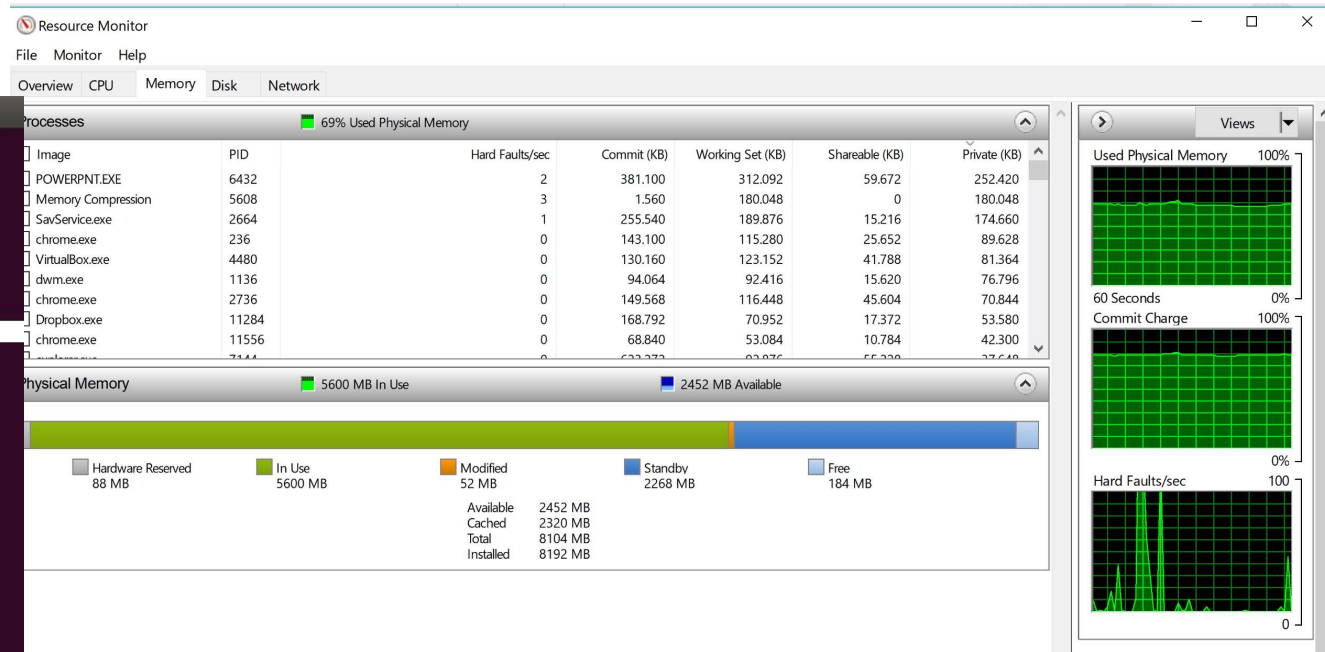 Resource Monitor
File Monitor Help
Overview CPU Memory Disk Network
Processes 69% Used Physical Memory
Image PID Hard Faults/sec Commit (KB) Working Set (KB) Shareable (KB) Private (KB)
POWERPNT.EXE 6432 2 381.100 312.092 59.672 252.420
Memory Compression 5608 3 1.560 180.048 0 180.048
SavService.exe 2664 1 255.540 189.876 15.216 174.660
chrome.exe 236 0 143.100 115.280 25.652 89.628
VirtualBox.exe 4480 0 130.160 123.152 41.788 81.364
dwm.exe 1136 0 94.064 92.416 15.620 76.796
chrome.exe 2736 0 149.568 116.448 45.604 70.844
Dropbox.exe 11284 0 168.792 70.952 17.372 53.580
chrome.exe 11556 0 68.840 53.084 10.784 42.300
Physical Memory 5600 MB In Use 2452 MB Available
Hardware Reserved In Use Modified Standby Free
88 MB 5600 MB 52 MB 2268 MB 184 MB
Available 2452 MB
Cached 2320 MB
Total 8104 MB
Installed 8192 MB
Views
Used Physical Memory 100%
60 Seconds 0%
Commit Charge 100%
0%
Hard Faults/sec 100
0